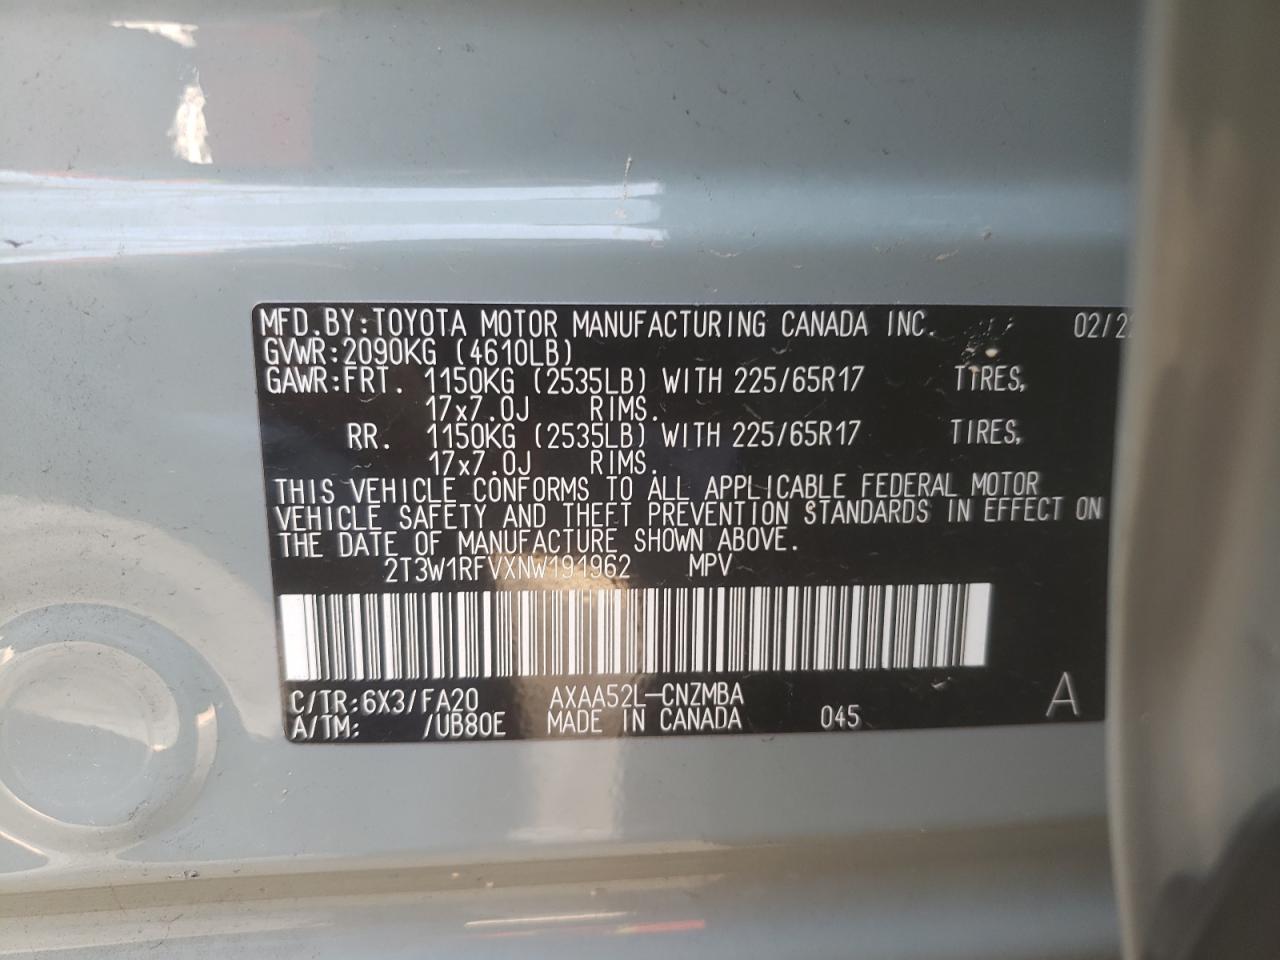 MFD.BY:TOYOTA MOTOR MANUFACTURING CANADA INC. 02/2
GVWR:2090KG (4610LB)
GAWR:FRT. 1150KG (2535LB) WITH 225/65R17 TIRES,
17x7.0J RIMS.
RR. 1150KG (2535LB) WITH 225/65R17 TIRES,
17x7.0J RIMS.
THIS VEHICLE CONFORMS TO ALL APPLICABLE FEDERAL MOTOR
VEHICLE SAFETY AND THEFT PREVENTION STANDARDS IN EFFECT ON
THE DATE OF MANUFACTURE SHOWN ABOVE.
2T3W1RFVXNW191962 MPV
C/TR:6X3/FA20 AXAA52L-CNZMBA A
A/TM: /UB80E MADE IN CANADA 045